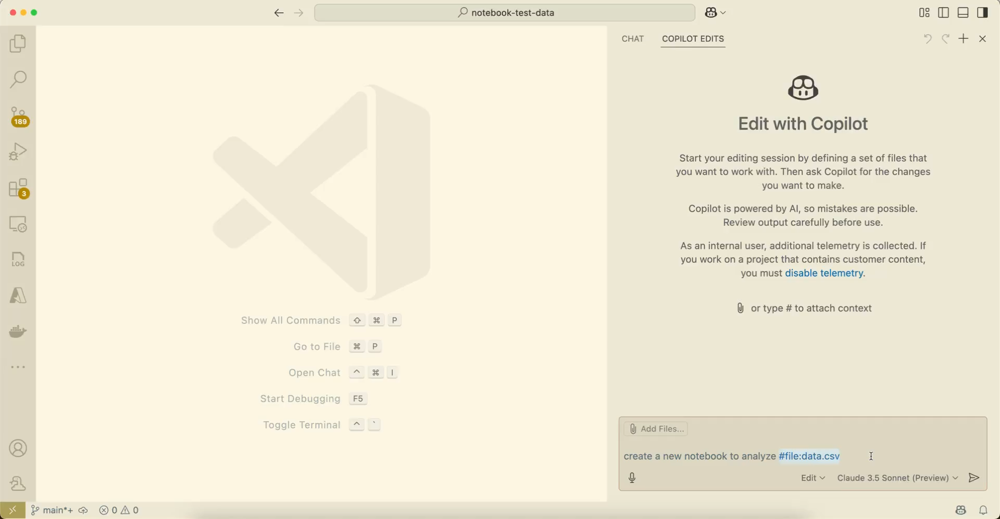 notebook-test-data
CHAT
COPILOT EDITS
189
3
LOG
Show All Commands ⇧ ⌘ P
Go to File ⌘ P
Open Chat ^ ⌘ I
Start Debugging F5
Toggle Terminal ^ `
Edit with Copilot
Start your editing session by defining a set of files that
you want to work with. Then ask Copilot for the changes
you want to make.
Copilot is powered by AI, so mistakes are possible.
Review output carefully before use.
As an internal user, additional telemetry is collected. If
you work on a project that contains customer content,
you must disable telemetry.
or type # to attach context
Add Files...
create a new notebook to analyze #file:data.csv
Edit
Claude 3.5 Sonnet (Preview)
main*+
0
0